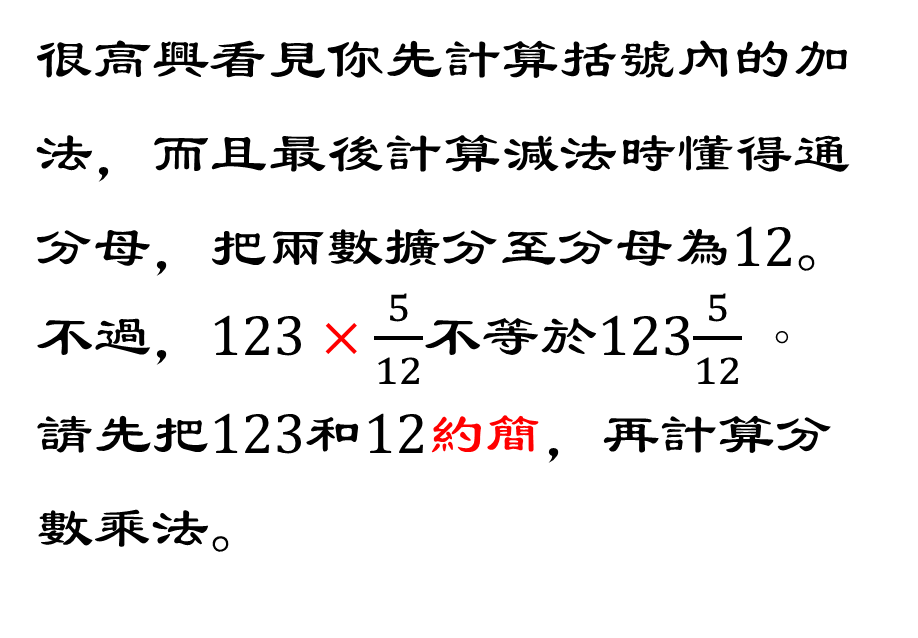 很高興看見你先計算括號內的加
法，而且最後計算減法時懂得通
分母，把兩數擴分至分母為12。
不過，123 × 5/12不等於123 5/12 。
請先把123和12約簡，再計算分
數乘法。